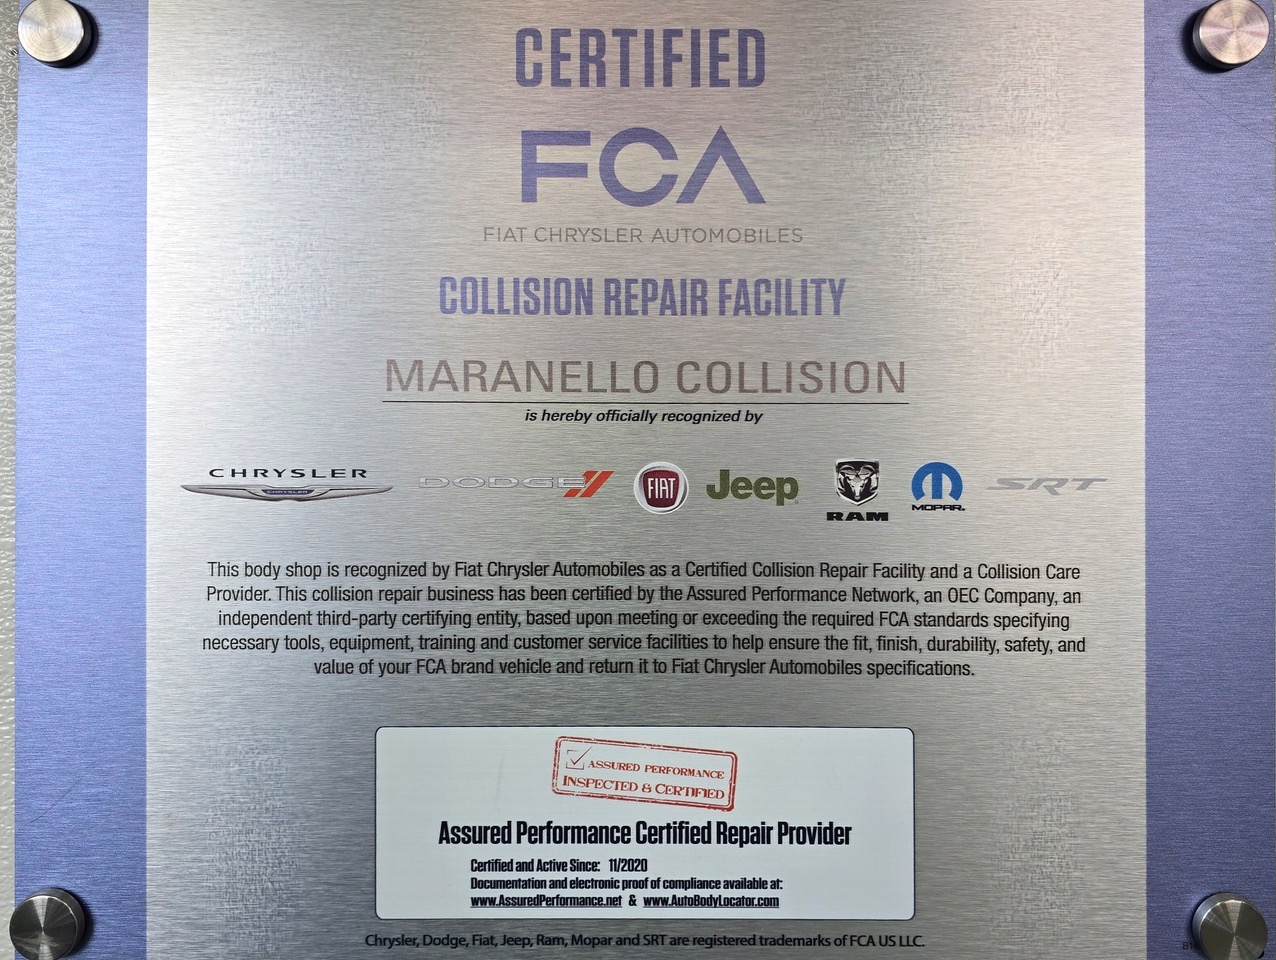 CERTIFIED
FCA
FIAT CHRYSLER AUTOMOBILES
COLLISION REPAIR FACILITY
MARANELLO COLLISION
is hereby officially recognized by
CHRYSLER
CHRYSLER
DODGE
FIAT
Jeep
RAM
MOPAR
SRT
This body shop is recognized by Fiat Chrysler Automobiles as a Certified Collision Repair Facility and a Collision Care
Provider. This collision repair business has been certified by the Assured Performance Network, an OEC Company, an
independent third-party certifying entity, based upon meeting or exceeding the required FCA standards specifying
necessary tools, equipment, training and customer service facilities to help ensure the fit, finish, durability, safety, and
value of your FCA brand vehicle and return it to Fiat Chrysler Automobiles specifications.
ASSURED PERFORMANCE
INSPECTED & CERTIFIED
Assured Performance Certified Repair Provider
Certified and Active Since: 11/2020
Documentation and electronic proof of compliance available at:
www.AssuredPerformance.net & www.AutoBodyLocator.com
Chrysler, Dodge, Fiat, Jeep, Ram, Mopar and SRT are registered trademarks of FCA US LLC.